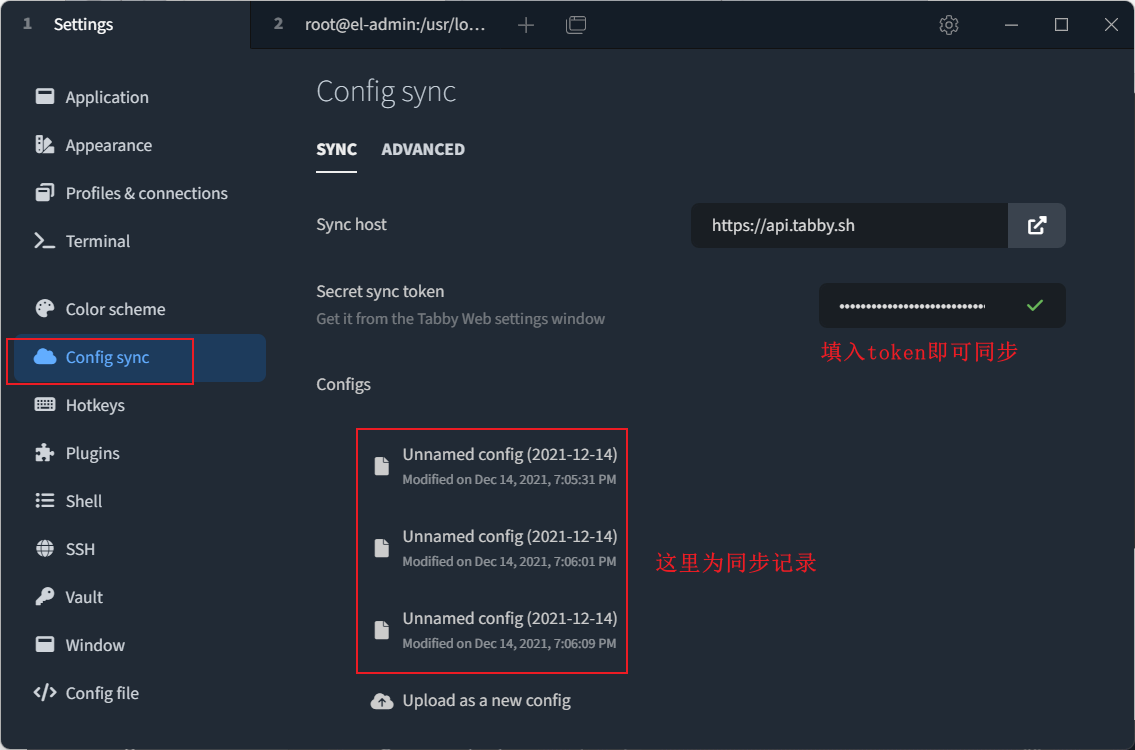 1 Settings
2 root@el-admin:/usr/lo...
Application
Appearance
Profiles & connections
Terminal
Color scheme
Config sync
Hotkeys
Plugins
Shell
SSH
Vault
Window
Config file
Config sync
SYNC ADVANCED
Sync host
https://api.tabby.sh
Secret sync token
Get it from the Tabby Web settings window
填入token即可同步
Configs
Unnamed config (2021-12-14)
Modified on Dec 14, 2021, 7:05:31 PM
Unnamed config (2021-12-14)
Modified on Dec 14, 2021, 7:06:01 PM
这里为同步记录
Unnamed config (2021-12-14)
Modified on Dec 14, 2021, 7:06:09 PM
Upload as a new config